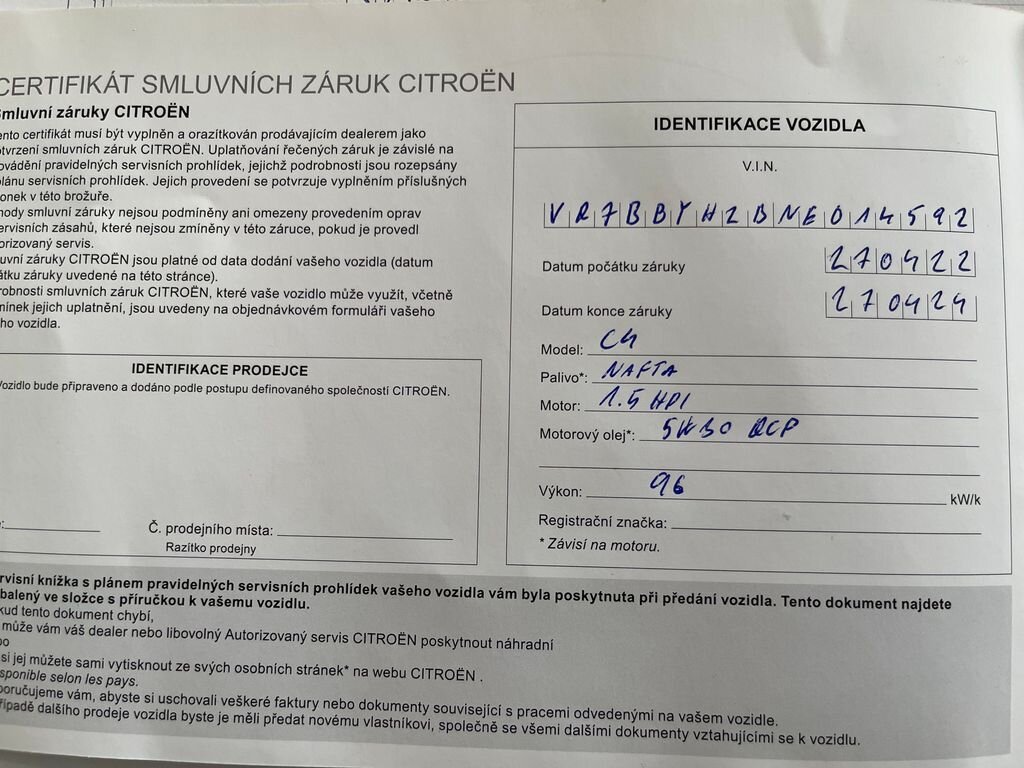 CERTIFIKÁT SMLUVNÍCH ZÁRUK CITROËN
mluvní záruky CITROËN
ento certifikát musí být vyplněn a orazítkován prodávajícím dealerem jako
otvrzení smluvních záruk CITROËN. Uplatňování řečených záruk je závislé na
ovádění pravidelných servisních prohlídek, jejichž podrobnosti jsou rozepsány
plánu servisních prohlídek. Jejich provedení se potvrzuje vyplněním příslušných
onek v této brožuře.
hody smluvní záruky nejsou podmíněny ani omezeny provedením oprav
ervisních zásahů, které nejsou zmíněny v této záruce, pokud je provedl
orizovaný servis.
uvní záruky CITROËN jsou platné od data dodání vašeho vozidla (datum
átku záruky uvedené na této stránce).
robnosti smluvních záruk CITROËN, které vaše vozidlo může využít, včetně
mínek jejich uplatnění, jsou uvedeny na objednávkovém formuláři vašeho
ho vozidla.
IDENTIFIKACE PRODEJCE
Vozidlo bude připraveno a dodáno podle postupu definovaného společností CITROËN.
Č. prodejního místa:
Razítko prodejny
IDENTIFIKACE VOZIDLA
V.I.N.
VR7BBYHZBNE014592
Datum počátku záruky 270422
Datum konce záruky 270424
Model: C4
Palivo*: NAFTA
Motor: 1.5 HDI
Motorový olej*: 5W30 RCP
Výkon: 96 kW/k
Registrační značka:
* Závisí na motoru.
rvisní knížka s plánem pravidelných servisních prohlídek vašeho vozidla vám byla poskytnuta při předání vozidla. Tento dokument najdete
balený ve složce s příručkou k vašemu vozidlu.
kud tento dokument chybí,
může vám váš dealer nebo libovolný Autorizovaný servis CITROËN poskytnout náhradní
bo
si jej můžete sami vytisknout ze svých osobních stránek* na webu CITROËN .
sponible selon les pays.
poručujeme vám, abyste si uschovali veškeré faktury nebo dokumenty související s pracemi odvedenými na vašem vozidle.
řípadě dalšího prodeje vozidla byste je měli předat novému vlastníkovi, společně se všemi dalšími dokumenty vztahujícími se k vozidlu.